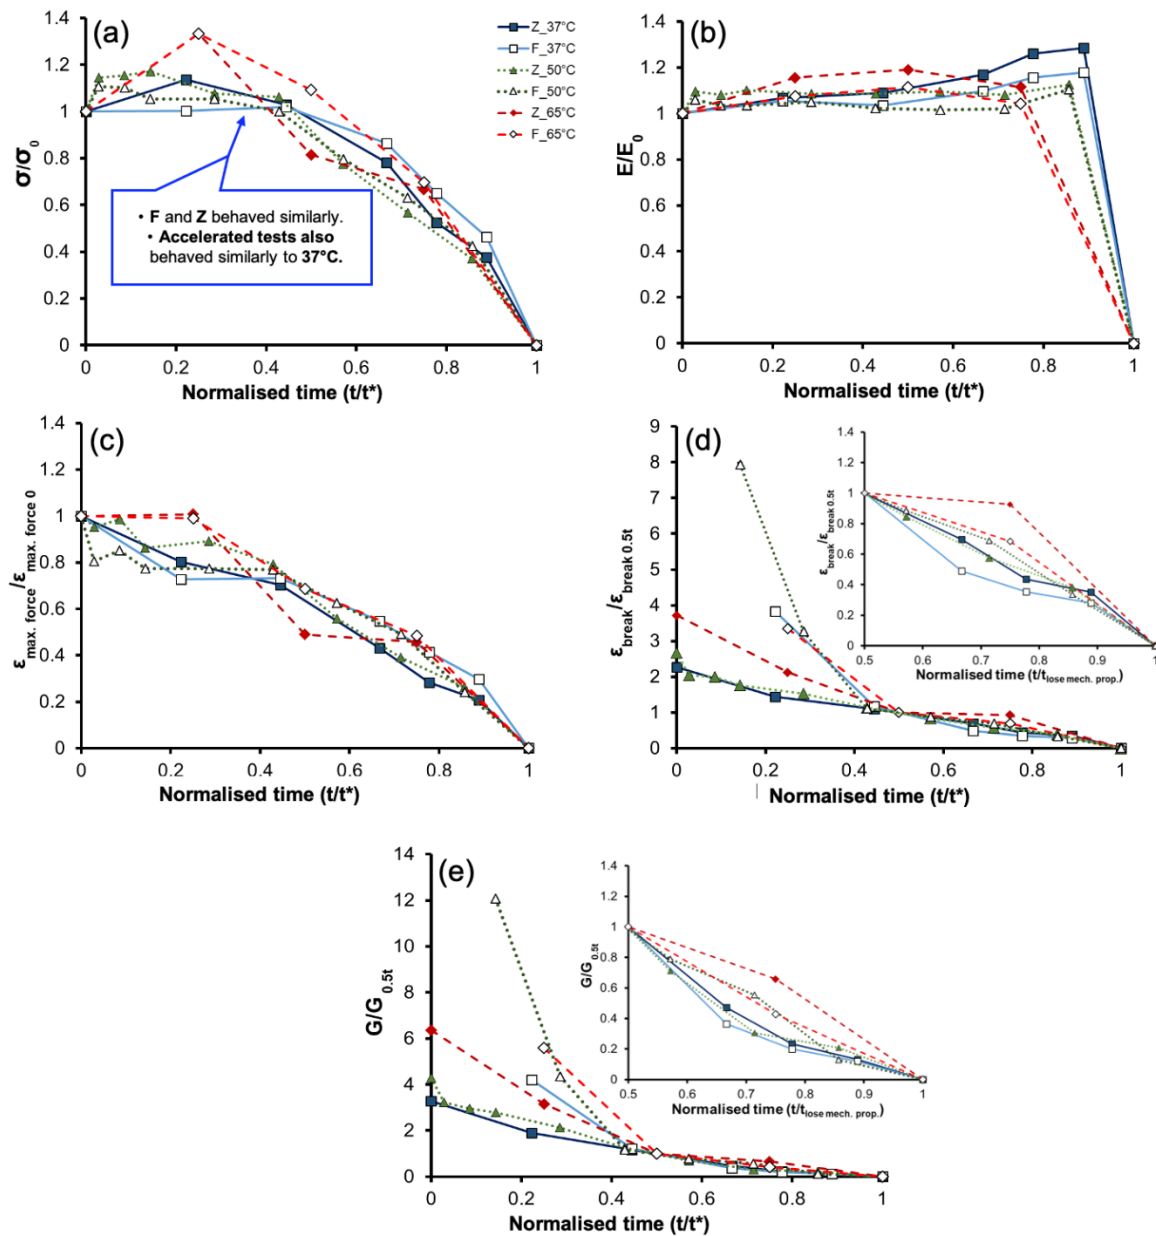 (a)
1.4
1.2
1
0.8
0.6
0.4
0.2
0
σ/σ0
0 0.2 0.4 0.6 0.8 1
Normalised time (t/t*)
• F and Z behaved similarly.
• Accelerated tests also
behaved similarly to 37°C.
Z_37°C
F_37°C
Z_50°C
F_50°C
Z_65°C
F_65°C
(b)
1.4
1.2
1
0.8
0.6
0.4
0.2
0
E/E0
0 0.2 0.4 0.6 0.8 1
Normalised time (t/t*)
(c)
1.4
1.2
1
0.8
0.6
0.4
0.2
0
εmax. force/εmax. force 0
0 0.2 0.4 0.6 0.8 1
Normalised time (t/t*)
(d)
9
8
7
6
5
4
3
2
1
0
εbreak/εbreak 0.5t
0 0.2 0.4 0.6 0.8 1
Normalised time (t/t*)
1.4
1.2
1
0.8
0.6
0.4
0.2
0
εbreak/εbreak 0.5t
0.5 0.6 0.7 0.8 0.9 1
Normalised time (t/tlose mech. prop.)
(e)
14
12
10
8
6
4
2
0
G/G0.5t
0 0.2 0.4 0.6 0.8 1
Normalised time (t/t*)
1.4
1.2
1
0.8
0.6
0.4
0.2
0
G/G0.5t
0.5 0.6 0.7 0.8 0.9 1
Normalised time (t/tlose mech. prop.)